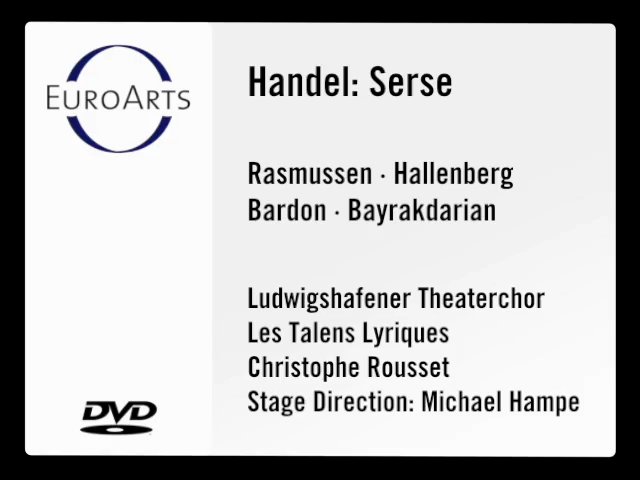 EUROARTS
Handel: Serse
Rasmussen · Hallenberg
Bardon · Bayrakdarian
Ludwigshafener Theaterchor
Les Talens Lyriques
Christophe Rousset
Stage Direction: Michael Hampe
DVD